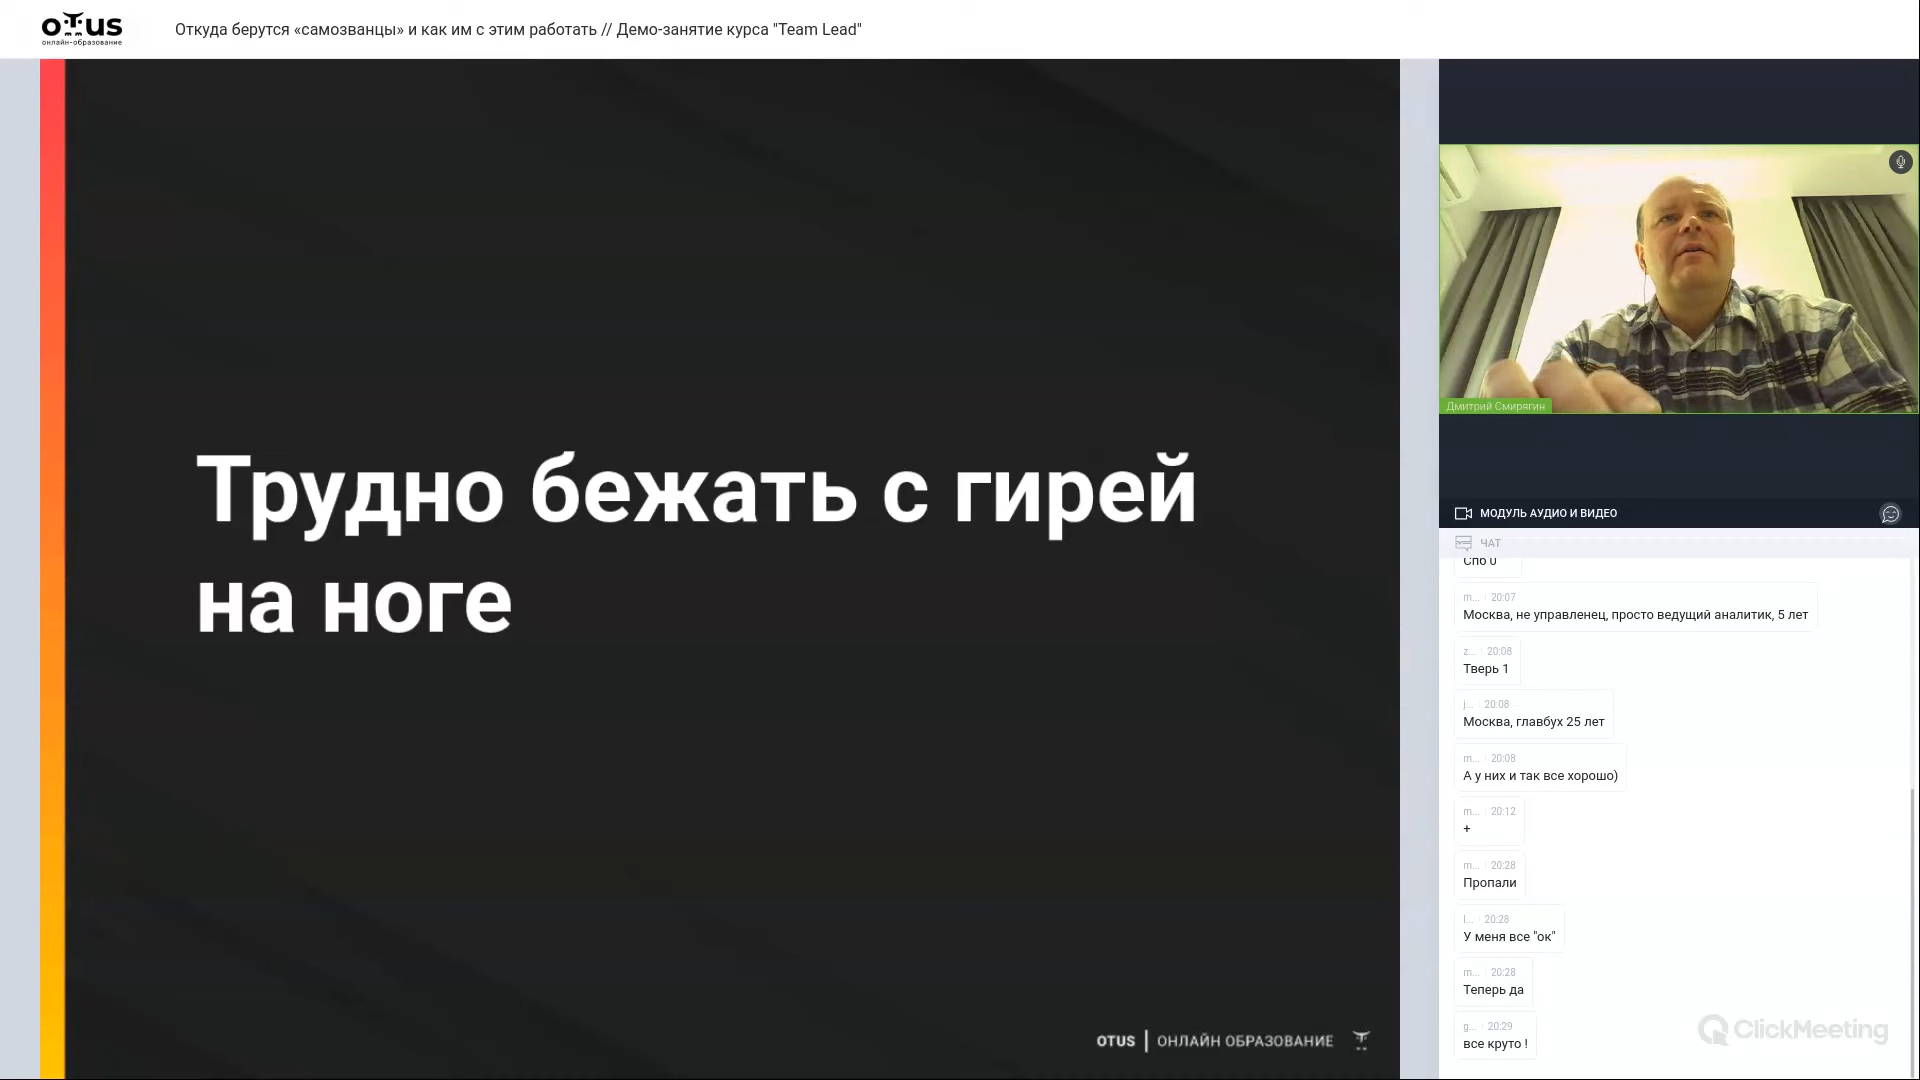 OTUS
онлайн-образование
Откуда берутся «самозванцы» и как им с этим работать // Демо-занятие курса "Team Lead"
Трудно бежать с гирей
на ноге
OTUS | ОНЛАЙН ОБРАЗОВАНИЕ
Дмитрий Смирягин
МОДУЛЬ АУДИО И ВИДЕО
ЧАТ
Спб 0
m... 20:07
Москва, не управленец, просто ведущий аналитик, 5 лет
z... 20:08
Тверь 1
j... 20:08
Москва, главбух 25 лет
m... 20:08
А у них и так все хорошо)
m... 20:12
+
m... 20:28
Пропали
l... 20:28
У меня все "ок"
m... 20:28
Теперь да
g... 20:29
все круто !
ClickMeeting